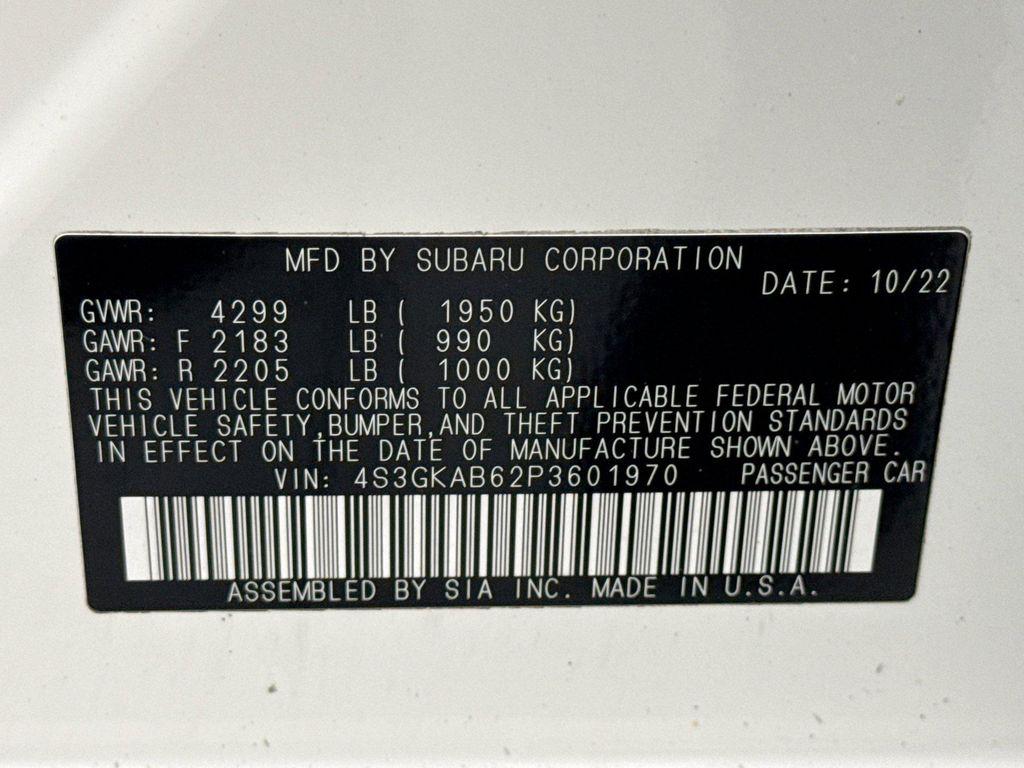 MFD BY SUBARU CORPORATION
DATE: 10/22
GVWR: 4299 LB ( 1950 KG)
GAWR: F 2183 LB ( 990 KG)
GAWR: R 2205 LB ( 1000 KG)
THIS VEHICLE CONFORMS TO ALL APPLICABLE FEDERAL MOTOR
VEHICLE SAFETY,BUMPER,AND THEFT PREVENTION STANDARDS
IN EFFECT ON THE DATE OF MANUFACTURE SHOWN ABOVE.
VIN: 4S3GKAB62P3601970 PASSENGER CAR
ASSEMBLED BY SIA INC. MADE IN U.S.A.